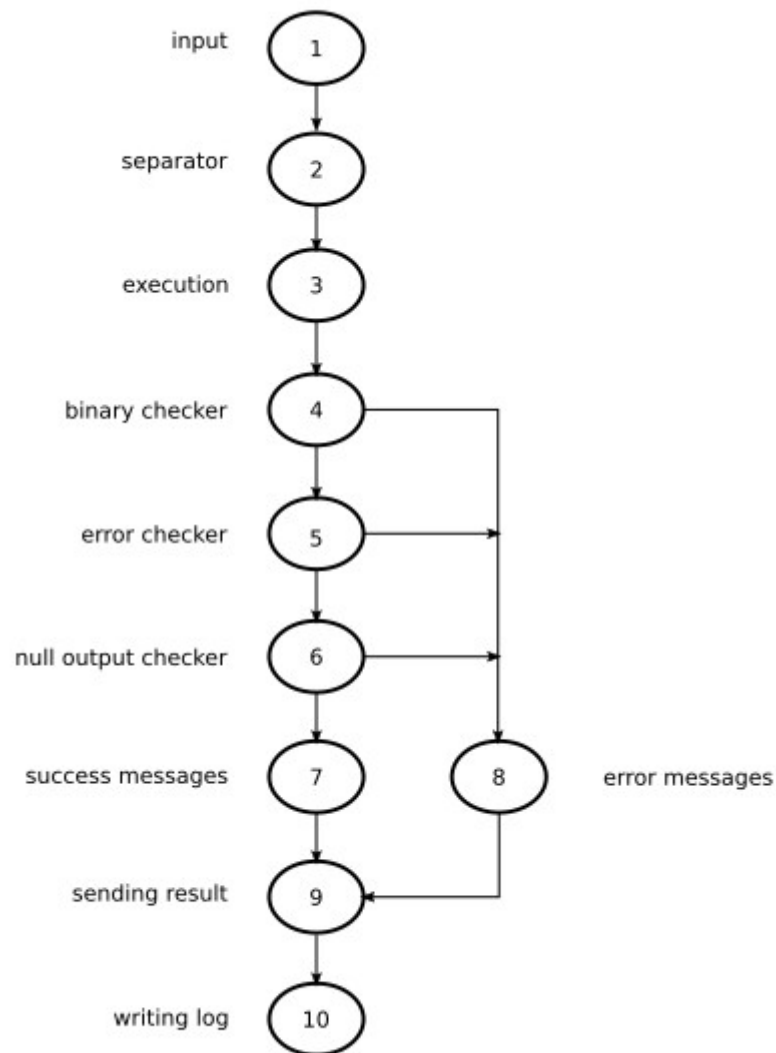 input 1
separator 2
execution 3
binary checker 4
error checker 5
null output checker 6
success messages 7 8 error messages
sending result 9
writing log 10